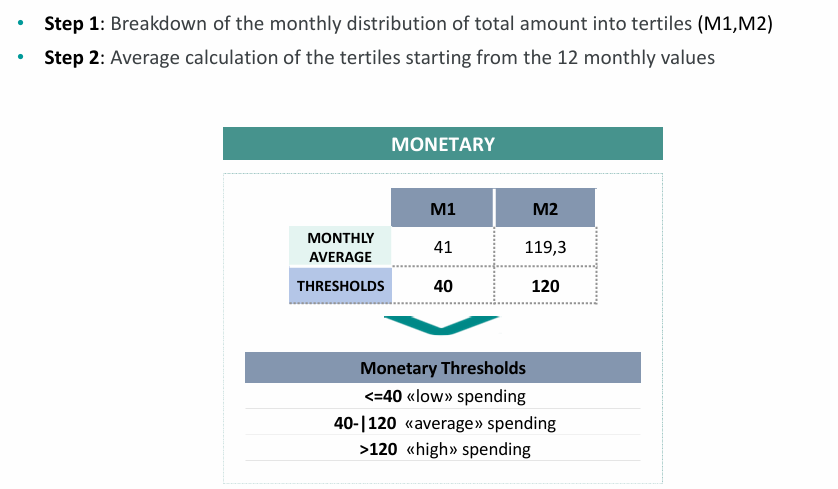 • Step 1: Breakdown of the monthly distribution of total amount into tertiles (M1,M2)
• Step 2: Average calculation of the tertiles starting from the 12 monthly values
MONETARY
M1 M2
MONTHLY AVERAGE 41 119,3
THRESHOLDS 40 120
Monetary Thresholds
<=40 «low» spending
40-|120 «average» spending
>120 «high» spending